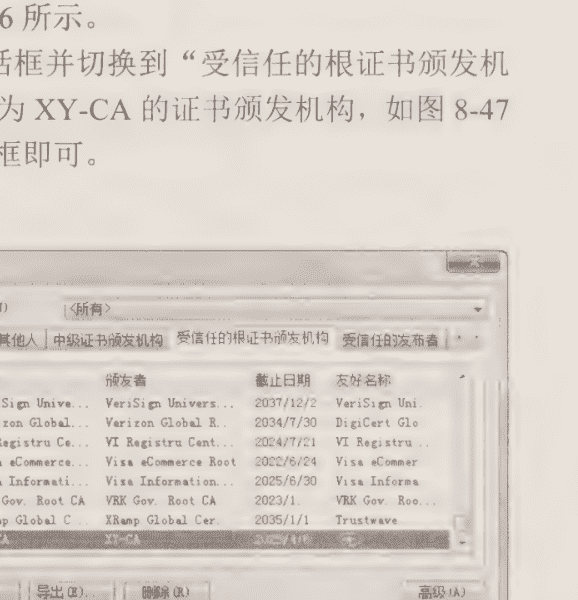 6 所示。
话框并切换到“受信任的根证书颁发机
为 XY-CA 的证书颁发机构，如图 8-47
框即可。
<所有>
其他人 中级证书颁发机构 受信任的根证书颁发机构 受信任的发布者
颁发者 截止日期 友好名称
Sign Unive... VeriSign Univers... 2037/12/2 VeriSign Uni.
zon Global... Verizon Global R.. 2034/7/30 DigiCert Glo
Registru Ce... VI Registru Cent... 2024/7/21 VI Registru ..
a eCommerce... Visa eCommerce Root 2022/6/24 Visa eCommer
a Informati... Visa Information... 2025/6/30 Visa Informa
Gov. Root CA VRK Gov. Root CA 2023/1. VRK Gov. Roo...
mp Global C .. XRamp Global Cer. 2035/1/1 Trustwave
CA XY-CA
导出(E).. 删除(R) 高级(A)